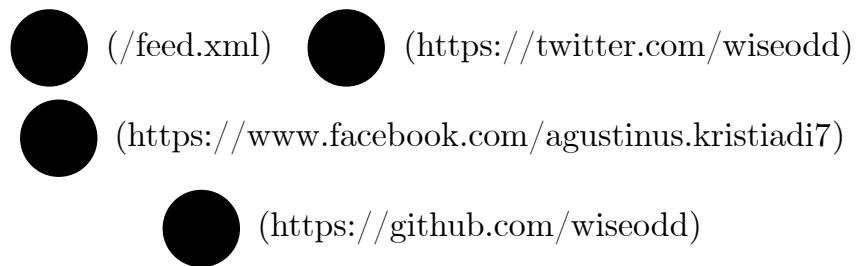 (/feed.xml) (https://twitter.com/wiseodd)
(https://www.facebook.com/agustinus.kristiadi7)
(https://github.com/wiseodd)